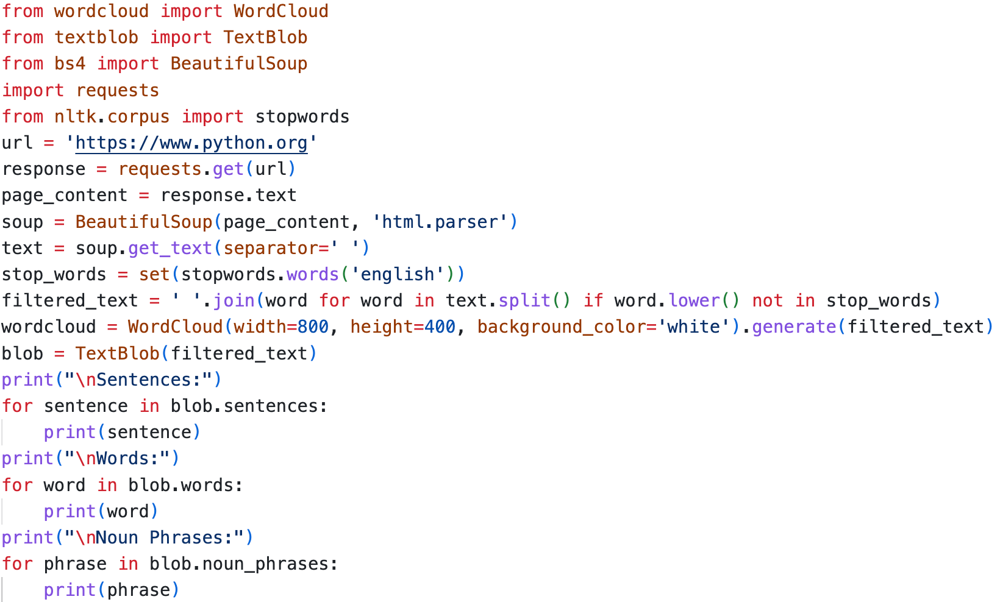 from wordcloud import WordCloud
from textblob import TextBlob
from bs4 import BeautifulSoup
import requests
from nltk.corpus import stopwords
url = 'https://www.python.org'
response = requests.get(url)
page_content = response.text
soup = BeautifulSoup(page_content, 'html.parser')
text = soup.get_text(separator=' ')
stop_words = set(stopwords.words('english'))
filtered_text = ' '.join(word for word in text.split() if word.lower() not in stop_words)
wordcloud = WordCloud(width=800, height=400, background_color='white').generate(filtered_text)
blob = TextBlob(filtered_text)
print("\nSentences:")
for sentence in blob.sentences:
    print(sentence)
print("\nWords:")
for word in blob.words:
    print(word)
print("\nNoun Phrases:")
for phrase in blob.noun_phrases:
    print(phrase)